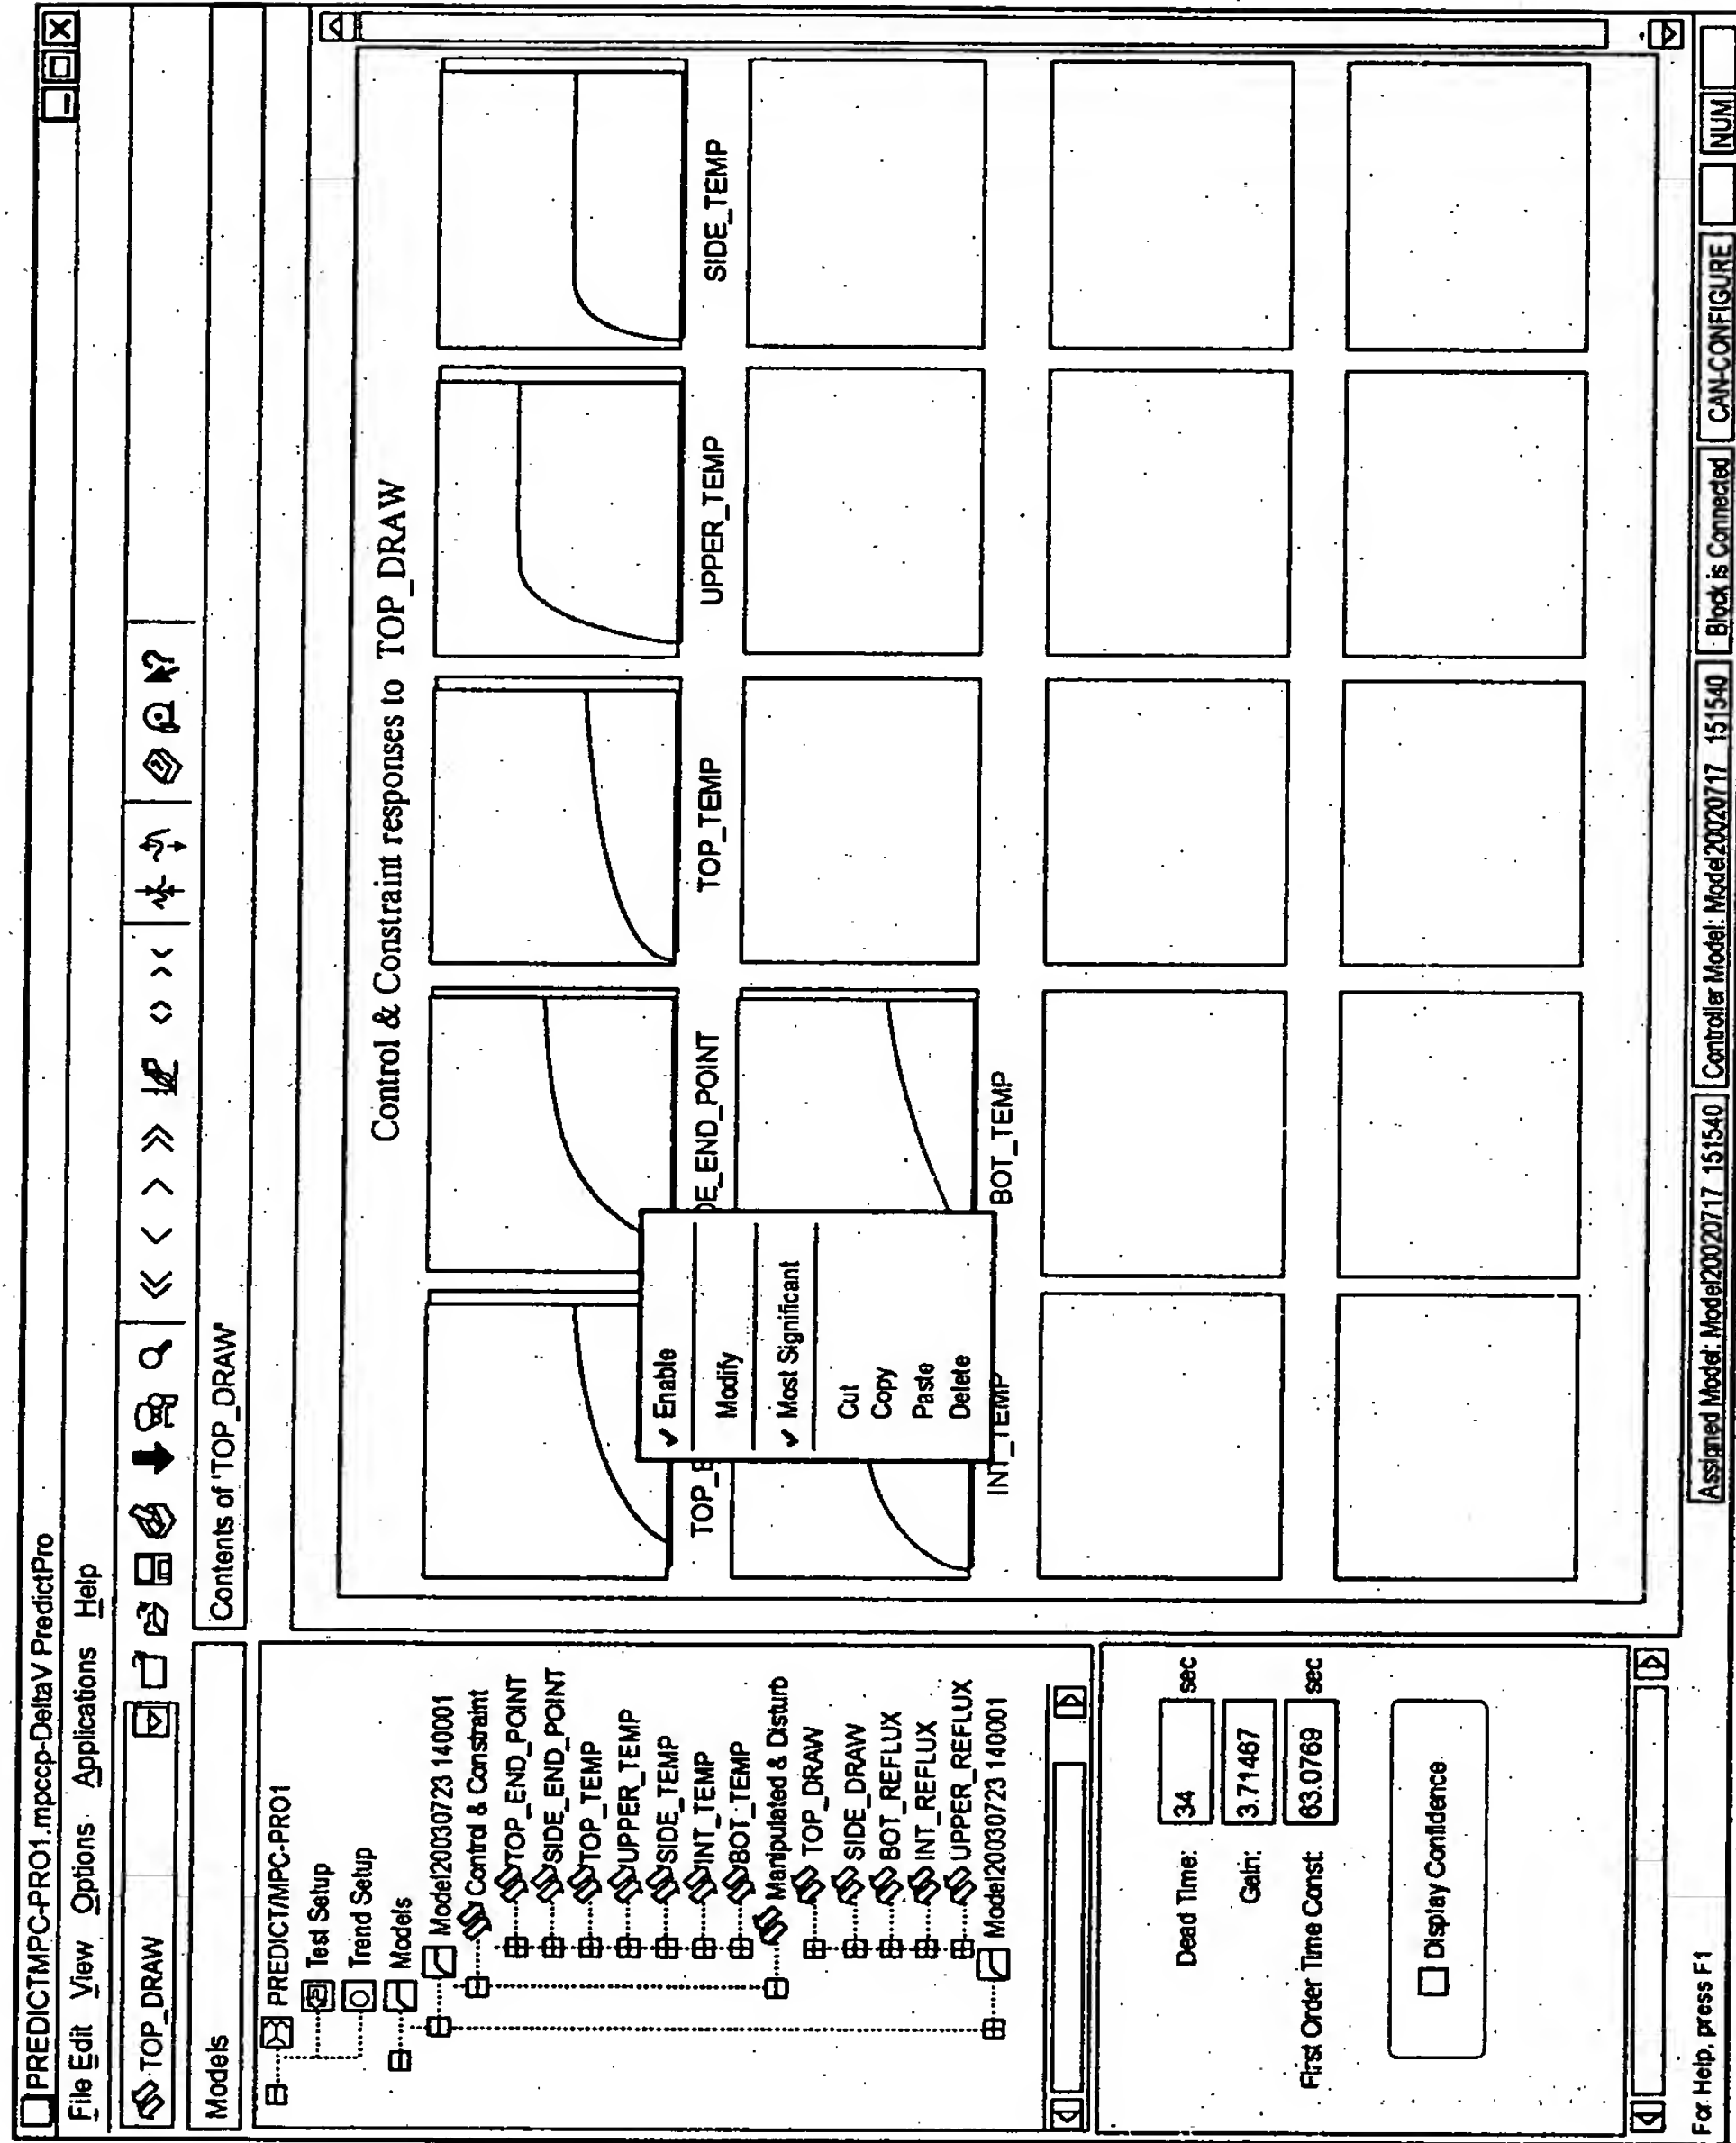 PREDICTMPC-PRO1.mpccp-DeltaV PredictPro
File Edit View Options Applications Help
TOP_DRAW
Models
Contents of 'TOP_DRAW'
PREDICT/MPC-PRO1
Test Setup
Trend Setup
Models
Model20030723 140001
Control & Constraint
TOP_END_POINT
SIDE_END_POINT
TOP_TEMP
UPPER_TEMP
SIDE_TEMP
INT_TEMP
BOT_TEMP
Manipulated & Disturb
TOP_DRAW
SIDE_DRAW
BOT_REFLUX
INT_REFLUX
UPPER_REFLUX
Model20030723 140001
Dead Time: 34 sec
Gain: 3.71467
First Order Time Const: 63.0769 sec
Display Confidence
Control & Constraint responses to TOP_DRAW
TOP_E
DE_END_POINT
TOP_TEMP
UPPER_TEMP
SIDE_TEMP
✓ Enable
Modify
✓ Most Significant
Cut
Copy
Paste
Delete
INT_TEMP
BOT_TEMP
For Help, press F1
Assigned Model: Model20020717 151540
Controller Model: Model20020717 151540
Block is Connected
CAN-CONFIGURE
NUM